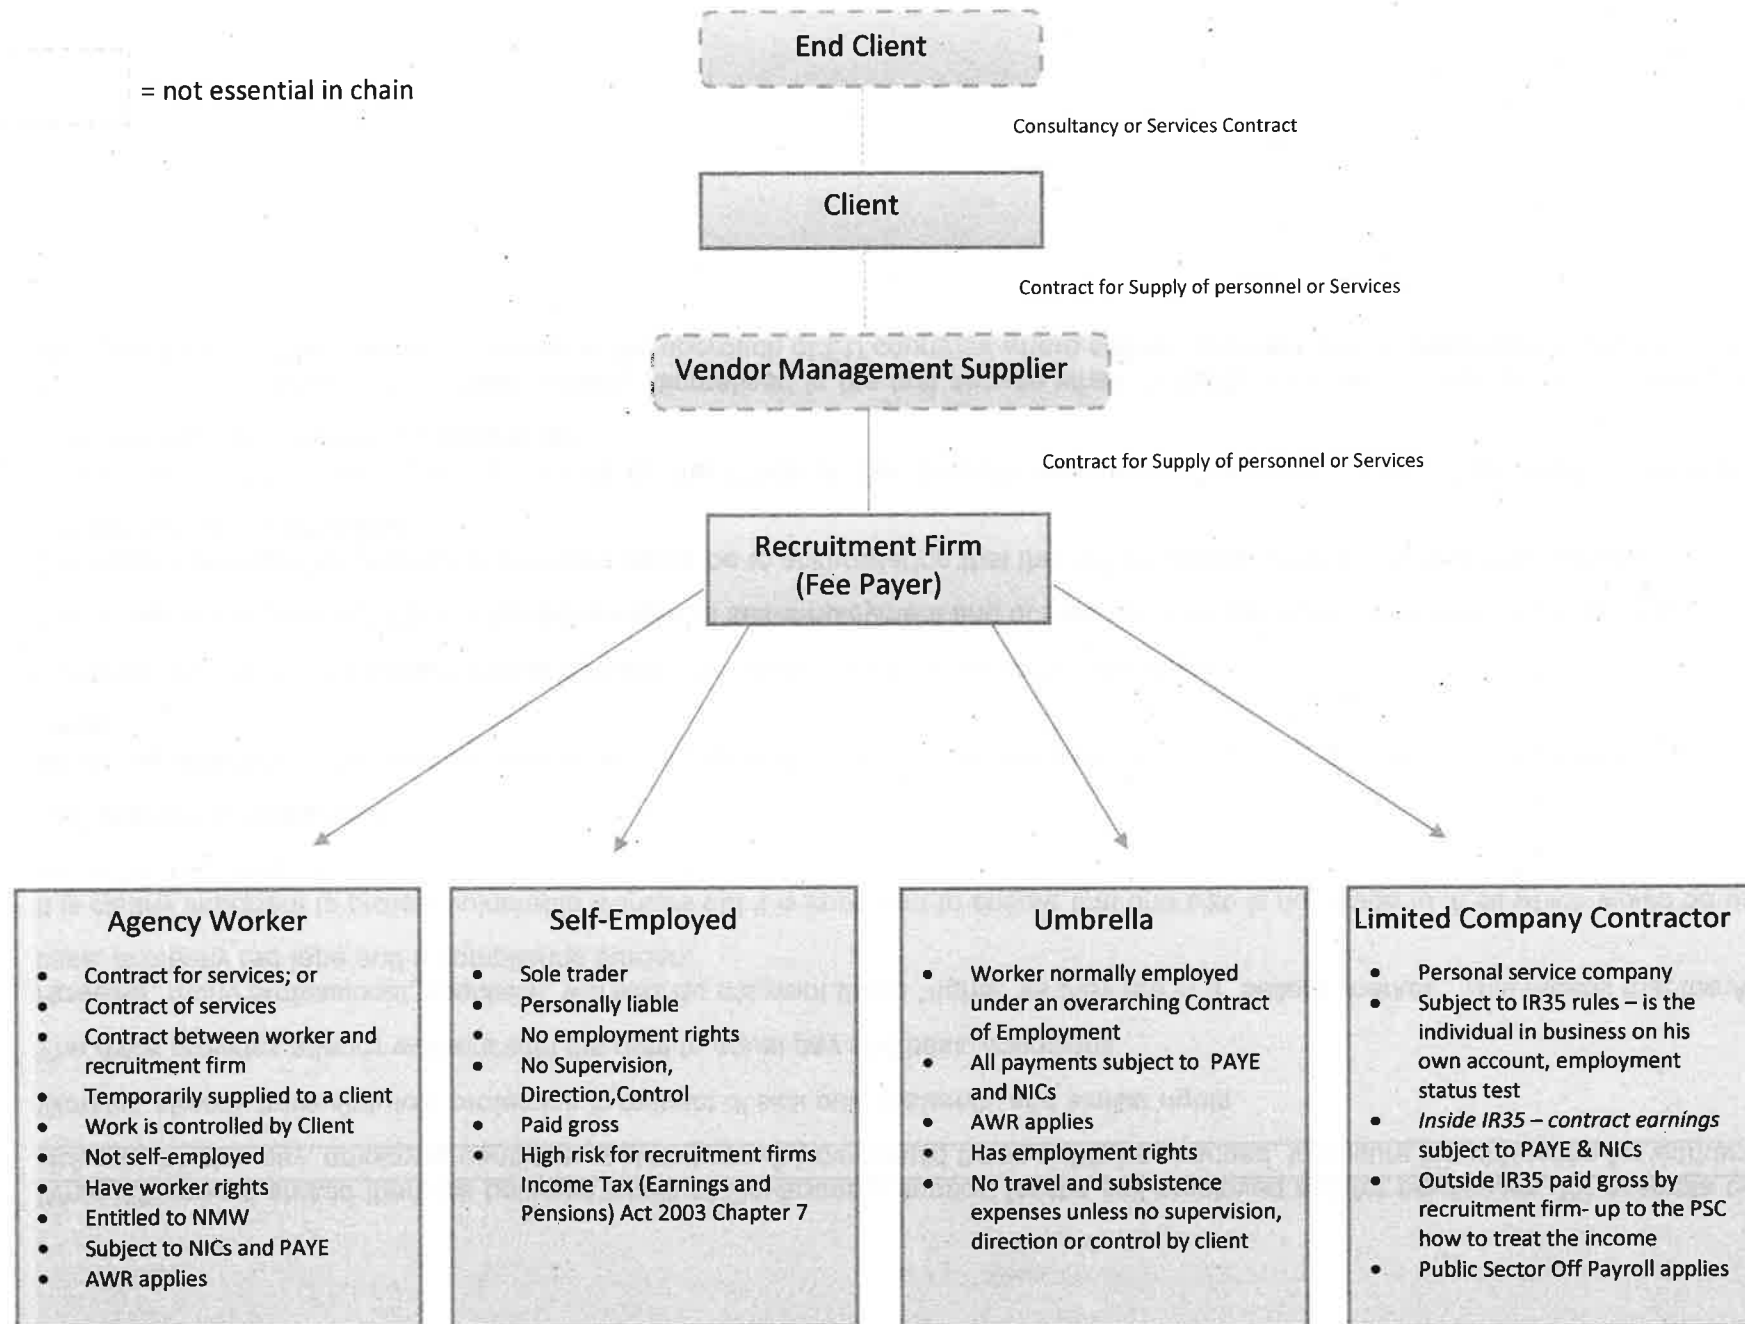 End Client
= not essential in chain
Consultancy or Services Contract
Client
Contract for Supply of personnel or Services
Vendor Management Supplier
Contract for Supply of personnel or Services
Recruitment Firm
(Fee Payer)
Agency Worker
• Contract for services; or
• Contract of services
• Contract between worker and
recruitment firm
• Temporarily supplied to a client
• Work is controlled by Client
• Not self-employed
• Have worker rights
• Entitled to NMW
• Subject to NICs and PAYE
• AWR applies
Self-Employed
• Sole trader
• Personally liable
• No employment rights
• No Supervision,
Direction,Control
• Paid gross
• High risk for recruitment firms
Income Tax (Earnings and
Pensions) Act 2003 Chapter 7
Umbrella
• Worker normally employed
under an overarching Contract
of Employment
• All payments subject to PAYE
and NICs
• AWR applies
• Has employment rights
• No travel and subsistence
expenses unless no supervision,
direction or control by client
Limited Company Contractor
• Personal service company
• Subject to IR35 rules – is the
individual in business on his
own account, employment
status test
• Inside IR35 – contract earnings
subject to PAYE & NICs
• Outside IR35 paid gross by
recruitment firm- up to the PSC
how to treat the income
• Public Sector Off Payroll applies